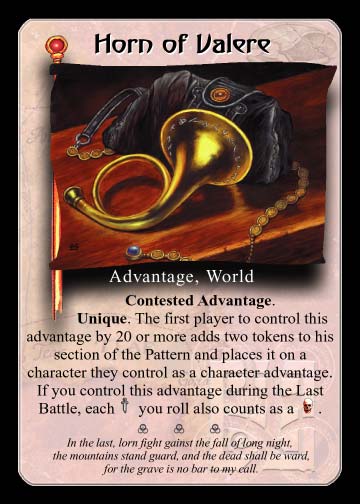 Horn of Valere
Advantage, World
Contested Advantage.
Unique. The first player to control this
advantage by 20 or more adds two tokens to his
section of the Pattern and places it on a
character they control as a character advantage.
If you control this advantage during the Last
Battle, each you roll also counts as a .
In the last, lorn fight gainst the fall of long night,
the mountains stand guard, and the dead shall be ward,
for the grave is no bar to my call.